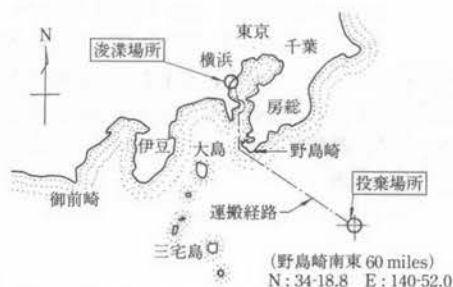 N
東京
千葉
浚渫場所
横浜
房総
伊豆
大島
野島崎
投棄場所
御前崎
運搬経路
三宅島
(野島崎南東 60 miles)
N : 34-18.8 E : 140-52.0